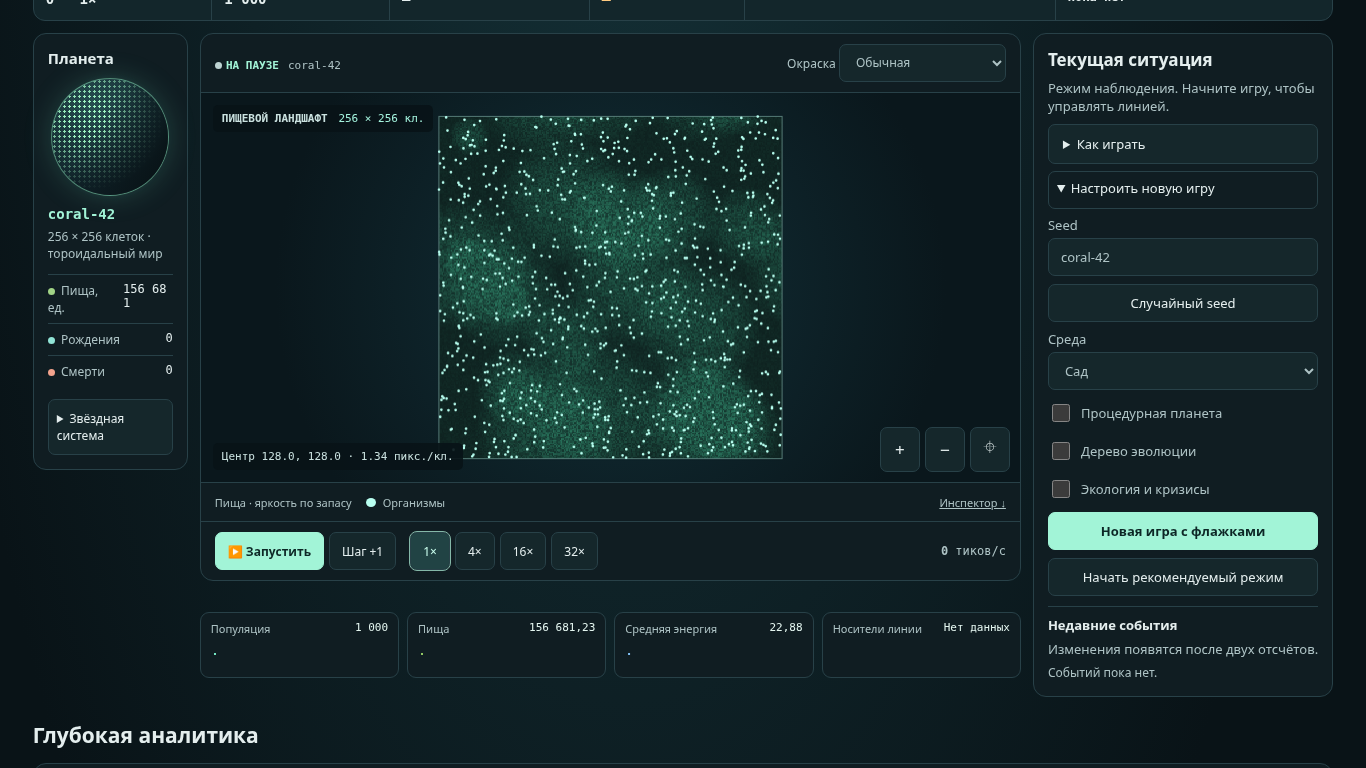 Планета
coral-42
256 × 256 клеток ·
тороидальный мир
Пища, ед. 156 681
Рождения 0
Смерти 0
▶ Звёздная
система
НА ПАУЗЕ coral-42
Окраска Обычная
ПИЩЕВОЙ ЛАНДШАФТ 256 × 256 кл.
Центр 128.0, 128.0 · 1.34 пикс./кл.
+ −
Пища · яркость по запасу Организмы
Инспектор ↓
▶ Запустить Шаг +1 1× 4× 16× 32×
0 тиков/с
Популяция 1 000
Пища 156 681,23
Средняя энергия 22,88
Носители линии Нет данных
Текущая ситуация
Режим наблюдения. Начните игру, чтобы
управлять линией.
▶ Как играть
▼ Настроить новую игру
Seed
coral-42
Случайный seed
Среда
Сад
Процедурная планета
Дерево эволюции
Экология и кризисы
Новая игра с флажками
Начать рекомендуемый режим
Недавние события
Изменения появятся после двух отсчётов.
Событий пока нет.
Глубокая аналитика